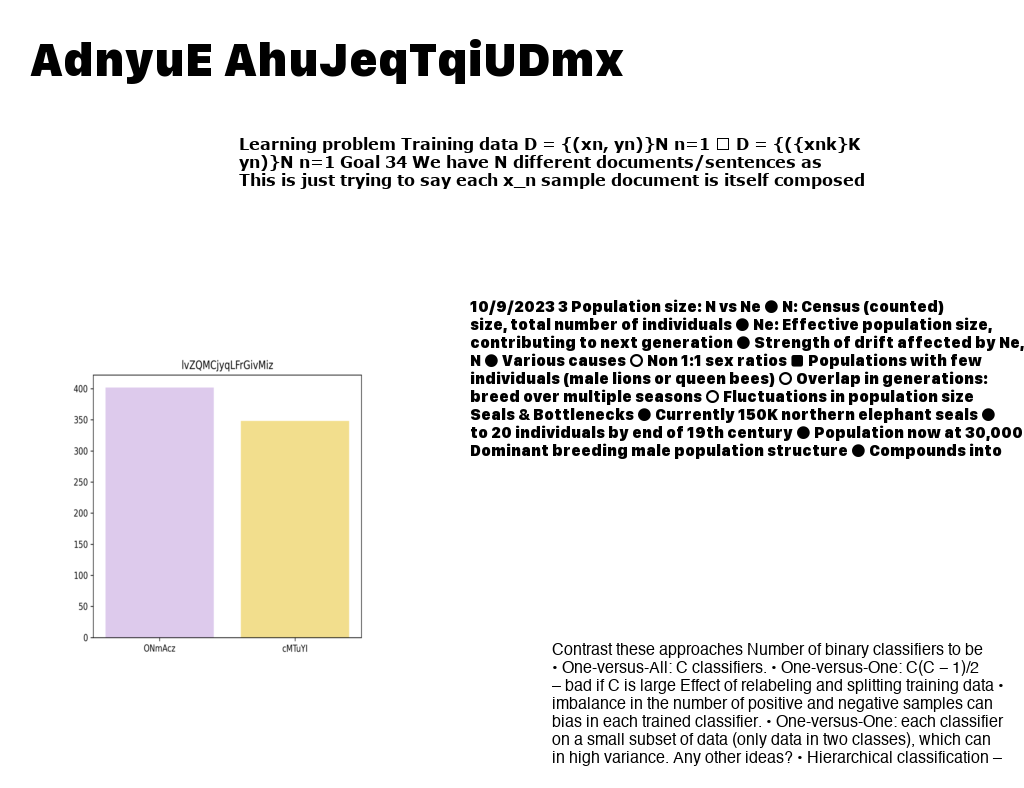 AdnyuE AhuJeqTqiUDmx
Learning problem Training data D = {(xn, yn)}N n=1 □ D = {({xnk}K
yn)}N n=1 Goal 34 We have N different documents/sentences as
This is just trying to say each x_n sample document is itself composed
10/9/2023 3 Population size: N vs Ne ● N: Census (counted)
size, total number of individuals ● Ne: Effective population size,
contributing to next generation ● Strength of drift affected by Ne,
N ● Various causes ○ Non 1:1 sex ratios ■ Populations with few
individuals (male lions or queen bees) ○ Overlap in generations:
breed over multiple seasons ○ Fluctuations in population size
Seals & Bottlenecks ● Currently 150K northern elephant seals ●
to 20 individuals by end of 19th century ● Population now at 30,000
Dominant breeding male population structure ● Compounds into
lvZQMCjyqLFrGivMiz
400
350
300
250
200
150
100
50
0
ONmAcz cMTuYl
Contrast these approaches Number of binary classifiers to be
• One-versus-All: C classifiers. • One-versus-One: C(C – 1)/2
– bad if C is large Effect of relabeling and splitting training data •
imbalance in the number of positive and negative samples can
bias in each trained classifier. • One-versus-One: each classifier
on a small subset of data (only data in two classes), which can
in high variance. Any other ideas? • Hierarchical classification –